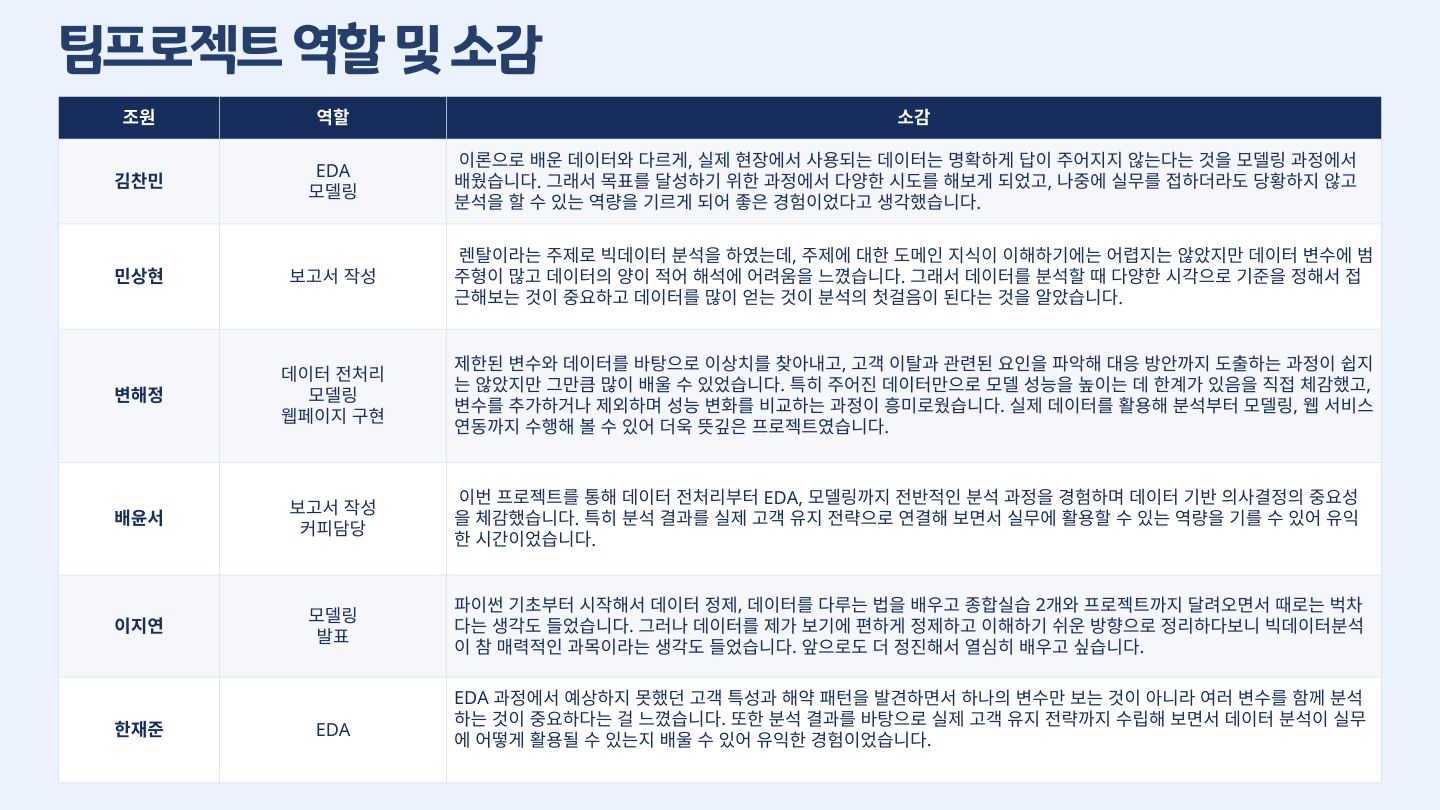 팀프로젝트 역할 및 소감
조원 역할 소감
김찬민
EDA
모델링
이론으로 배운 데이터와 다르게, 실제 현장에서 사용되는 데이터는 명확하게 답이 주어지지 않는다는 것을 모델링 과정에서
배웠습니다. 그래서 목표를 달성하기 위한 과정에서 다양한 시도를 해보게 되었고, 나중에 실무를 접하더라도 당황하지 않고
분석을 할 수 있는 역량을 기르게 되어 좋은 경험이었다고 생각했습니다.
민상현
보고서 작성
렌탈이라는 주제로 빅데이터 분석을 하였는데, 주제에 대한 도메인 지식이 이해하기에는 어렵지는 않았지만 데이터 변수에 범
주형이 많고 데이터의 양이 적어 해석에 어려움을 느꼈습니다. 그래서 데이터를 분석할 때 다양한 시각으로 기준을 정해서 접
근해보는 것이 중요하고 데이터를 많이 얻는 것이 분석의 첫걸음이 된다는 것을 알았습니다.
변해정
데이터 전처리
모델링
웹페이지 구현
제한된 변수와 데이터를 바탕으로 이상치를 찾아내고, 고객 이탈과 관련된 요인을 파악해 대응 방안까지 도출하는 과정이 쉽지
는 않았지만 그만큼 많이 배울 수 있었습니다. 특히 주어진 데이터만으로 모델 성능을 높이는 데 한계가 있음을 직접 체감했고,
변수를 추가하거나 제외하며 성능 변화를 비교하는 과정이 흥미로웠습니다. 실제 데이터를 활용해 분석부터 모델링, 웹 서비스
연동까지 수행해 볼 수 있어 더욱 뜻깊은 프로젝트였습니다.
배윤서
보고서 작성
커피담당
이번 프로젝트를 통해 데이터 전처리부터 EDA, 모델링까지 전반적인 분석 과정을 경험하며 데이터 기반 의사결정의 중요성
을 체감했습니다. 특히 분석 결과를 실제 고객 유지 전략으로 연결해 보면서 실무에 활용할 수 있는 역량을 기를 수 있어 유익
한 시간이었습니다.
이지연
모델링
발표
파이썬 기초부터 시작해서 데이터 정제, 데이터를 다루는 법을 배우고 종합실습 2개와 프로젝트까지 달려오면서 때로는 벅차
다는 생각도 들었습니다. 그러나 데이터를 제가 보기에 편하게 정제하고 이해하기 쉬운 방향으로 정리하다보니 빅데이터분석
이 참 매력적인 과목이라는 생각도 들었습니다. 앞으로도 더 정진해서 열심히 배우고 싶습니다.
한재준
EDA
EDA 과정에서 예상하지 못했던 고객 특성과 해약 패턴을 발견하면서 하나의 변수만 보는 것이 아니라 여러 변수를 함께 분석
하는 것이 중요하다는 걸 느꼈습니다. 또한 분석 결과를 바탕으로 실제 고객 유지 전략까지 수립해 보면서 데이터 분석이 실무
에 어떻게 활용될 수 있는지 배울 수 있어 유익한 경험이었습니다.